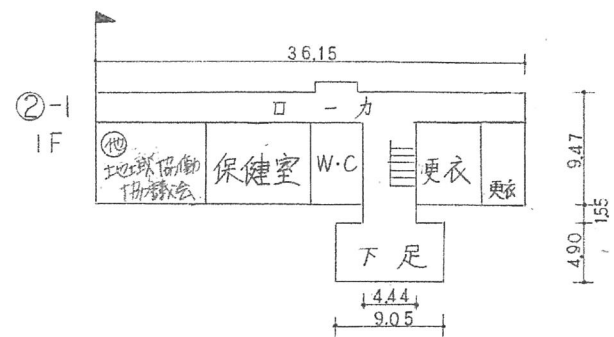 36.15
②-1
1F
ロ ー カ
他
地域協働
協議会
保健室
W・C
更衣
更衣
9.47
1.55
4.90
下 足
4.44
9.05